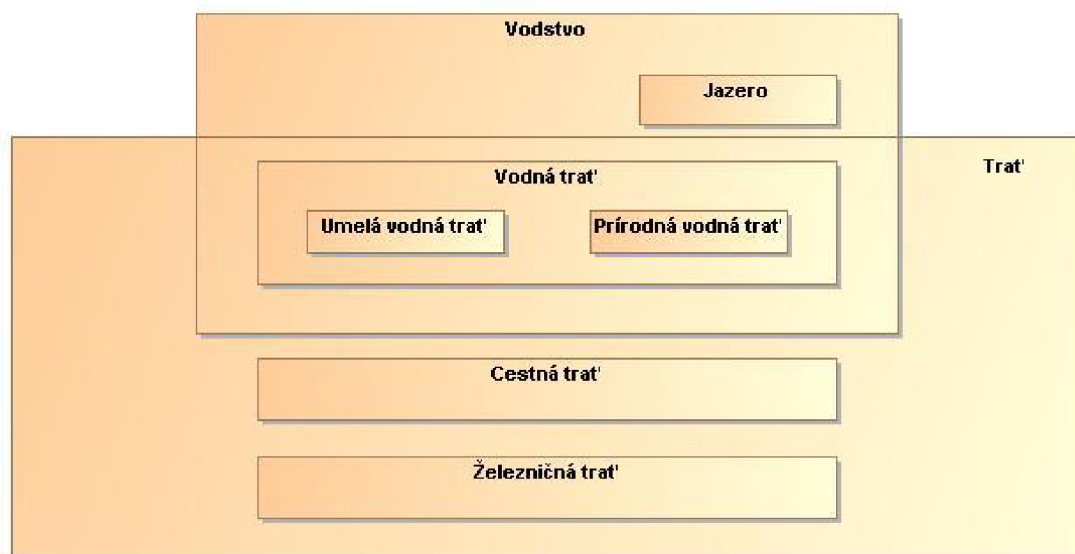 Vodstvo
Jazero
Trať
Vodná trať
Umelá vodná trať
Prírodná vodná trať
Cestná trať
Železničná trať